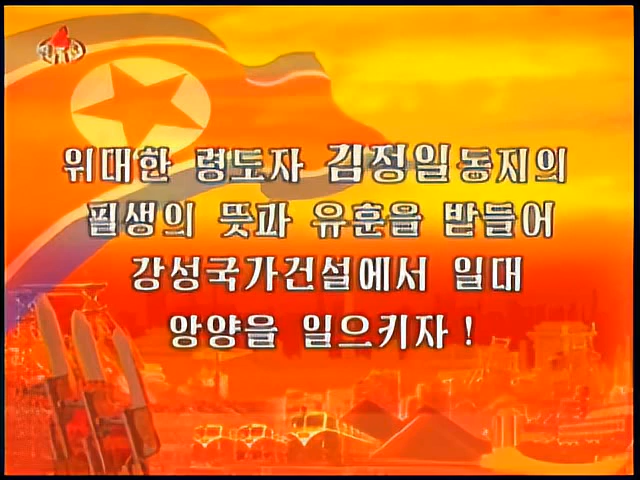 위대한 령도자 김정일동지의
필생의 뜻과 유훈을 받들어
강성국가건설에서 일대
앙양을 일으키자!